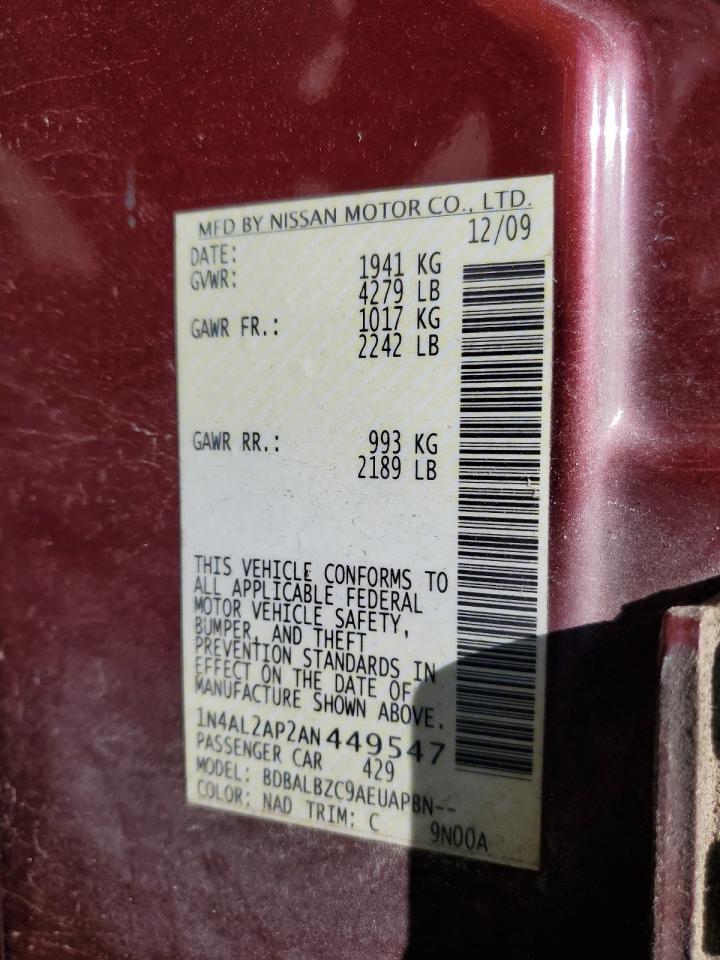 MFD BY NISSAN MOTOR CO., LTD.
DATE: 12/09
GVWR: 1941 KG
4279 LB
GAWR FR.: 1017 KG
2242 LB
GAWR RR.: 993 KG
2189 LB
THIS VEHICLE CONFORMS TO
ALL APPLICABLE FEDERAL
MOTOR VEHICLE SAFETY,
BUMPER, AND THEFT
PREVENTION STANDARDS IN
EFFECT ON THE DATE OF
MANUFACTURE SHOWN ABOVE.
1N4AL2AP2AN449547
PASSENGER CAR 429
MODEL: BDBALBZC9AEUAPBN--
COLOR: NAD TRIM: C 9N00A